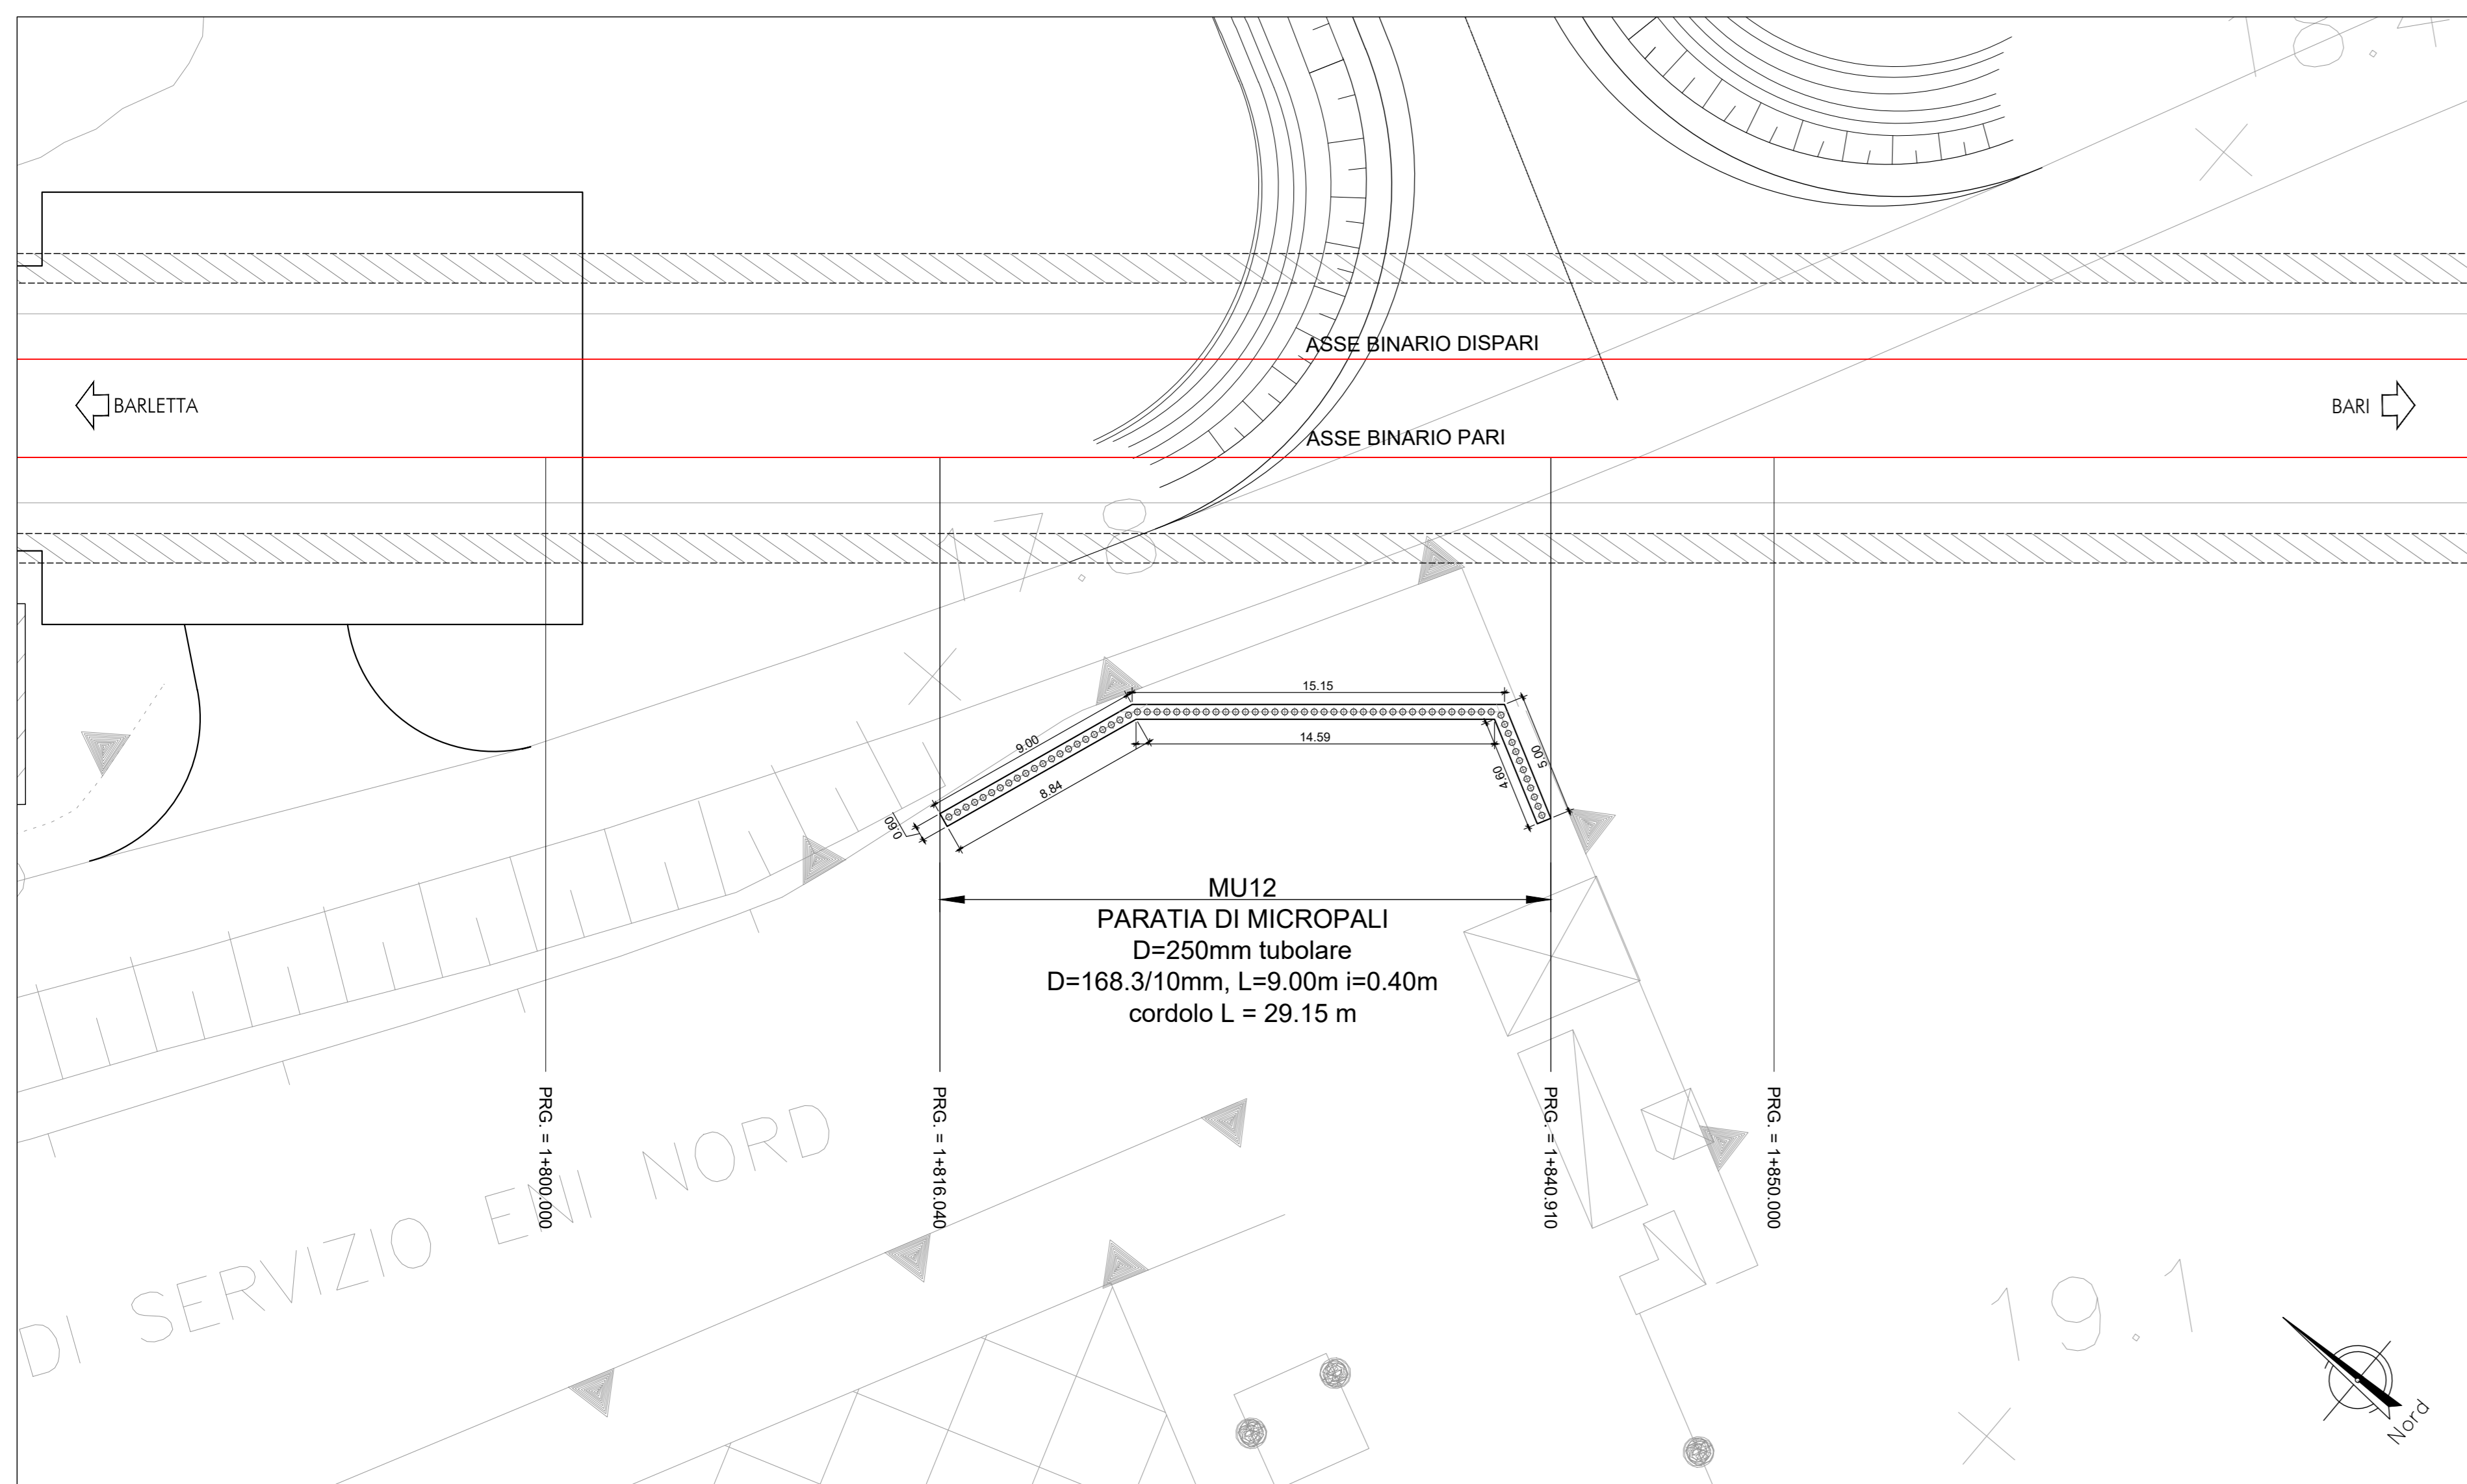 18.4
ASSE BINARIO DISPARI
BARLETTA
BARI
ASSE BINARIO PARI
17.8
15.15
9.00
14.59
5.00
4.60
8.84
0.60
MU12
PARATIA DI MICROPALI
D=250mm tubolare
D=168.3/10mm, L=9.00m i=0.40m
cordolo L = 29.15 m
PRG. = 1+800.000
PRG. = 1+816.040
PRG. = 1+840.910
PRG. = 1+850.000
DI SERVIZIO ENI NORD
19.1
Nord